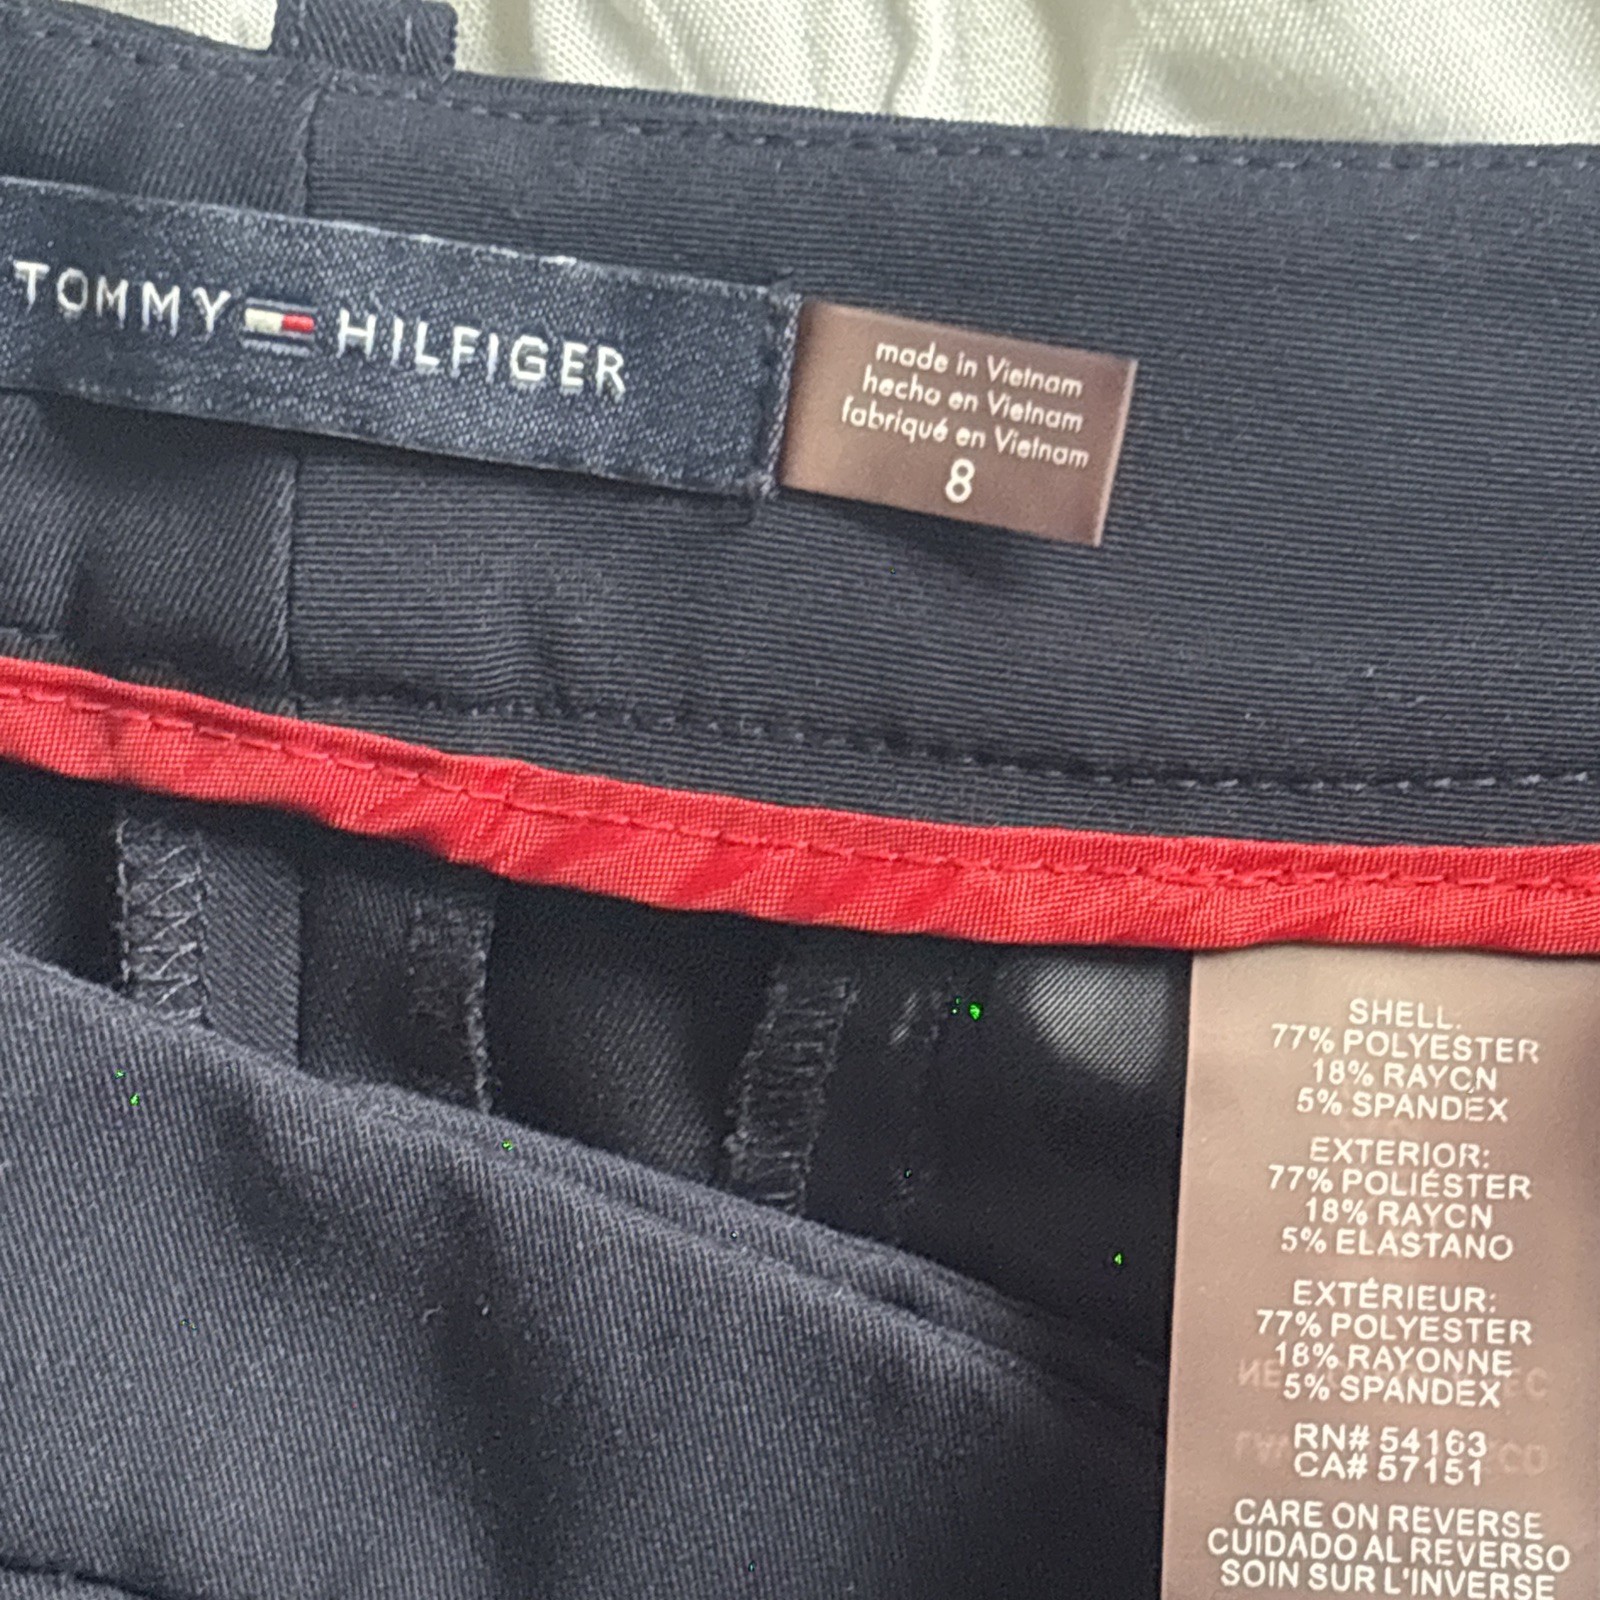 TOMMY HILFIGER
made in Vietnam
hecho en Vietnam
fabriqué en Vietnam
8
SHELL:
77% POLYESTER
18% RAYON
5% SPANDEX
EXTERIOR:
77% POLIÉSTER
18% RAYON
5% ELASTANO
EXTÉRIEUR:
77% POLYESTER
18% RAYONNE
5% SPANDEX
RN# 54163
CA# 57151
CARE ON REVERSE
CUIDADO AL REVERSO
SOIN SUR L'INVERSE